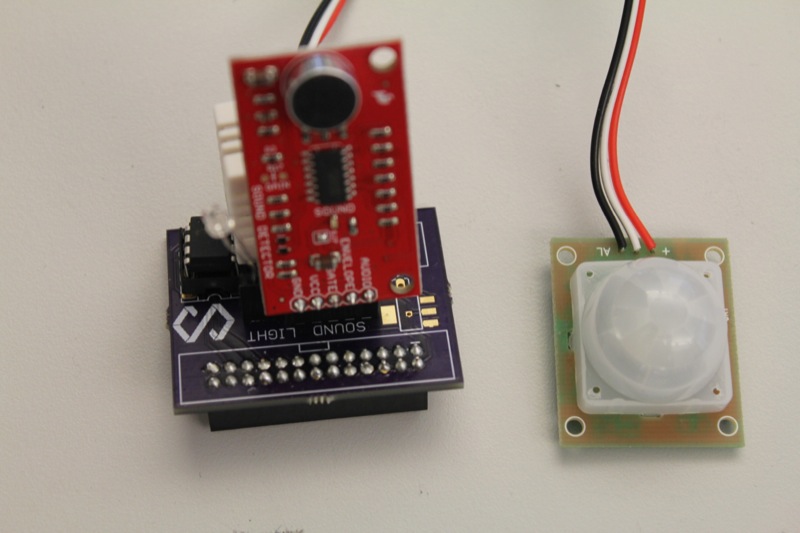 SOUND DETECTOR
GND
VCC
GATE
ENVELOPE
AUDIO
SOUND LIGHT
AL
+